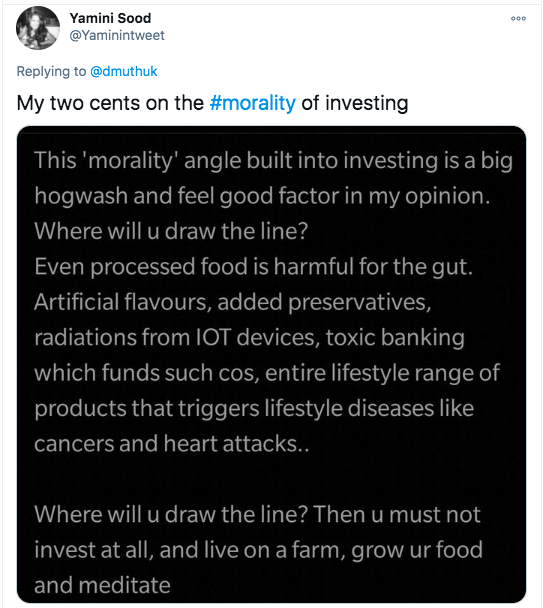 Yamini Sood
@Yaminintweet
Replying to @dmuthuk
My two cents on the #morality of investing
This 'morality' angle built into investing is a big
hogwash and feel good factor in my opinion.
Where will u draw the line?
Even processed food is harmful for the gut.
Artificial flavours, added preservatives,
radiations from IOT devices, toxic banking
which funds such cos, entire lifestyle range of
products that triggers lifestyle diseases like
cancers and heart attacks..
Where will u draw the line? Then u must not
invest at all, and live on a farm, grow ur food
and meditate